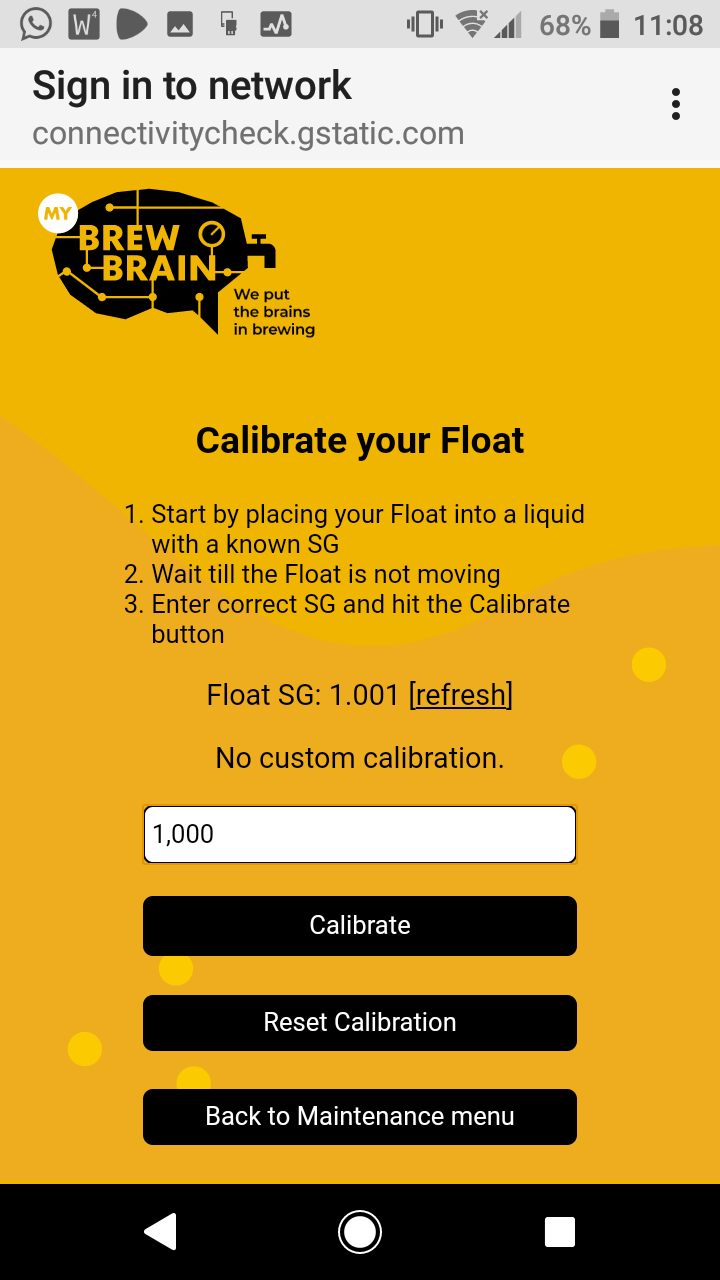 68% 11:08
Sign in to network
connectivitycheck.gstatic.com
MY
BREW
BRAIN
We put
the brains
in brewing
Calibrate your Float
1. Start by placing your Float into a liquid
with a known SG
2. Wait till the Float is not moving
3. Enter correct SG and hit the Calibrate
button
Float SG: 1.001 [refresh]
No custom calibration.
1,000
Calibrate
Reset Calibration
Back to Maintenance menu